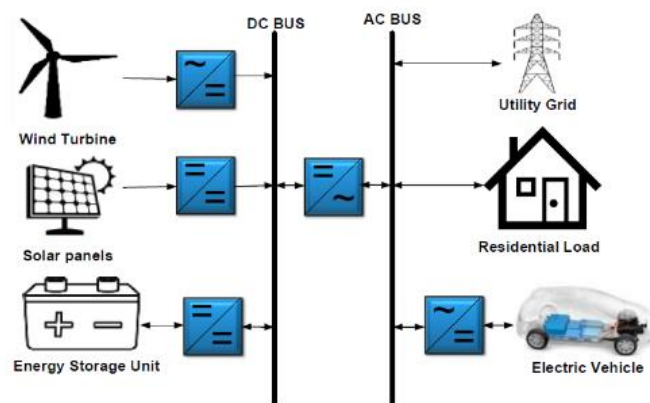 DC BUS
AC BUS
Wind Turbine
Utility Grid
Solar panels
Residential Load
Energy Storage Unit
Electric Vehicle